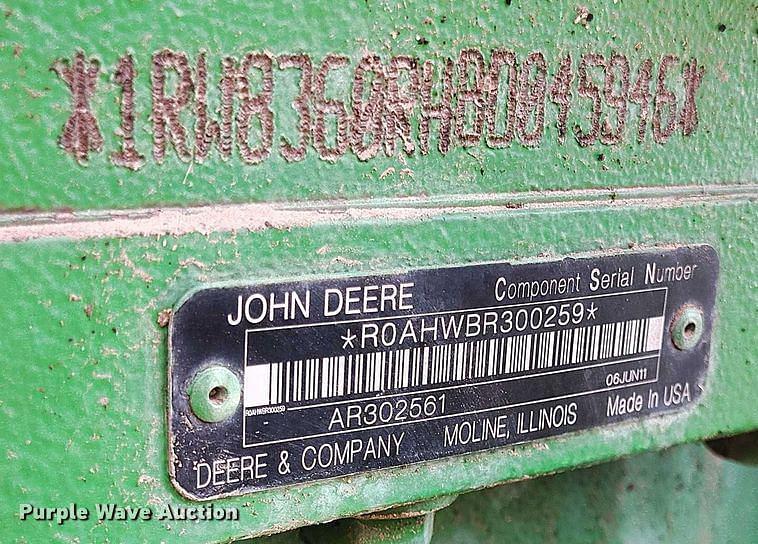 *1RW8360RHBD045946*
JOHN DEERE
Component Serial Number
*R0AHWBR300259*
R0AHWBR300259
AR302561
06JUN11
DEERE & COMPANY MOLINE, ILLINOIS Made In USA
Purple Wave Auction